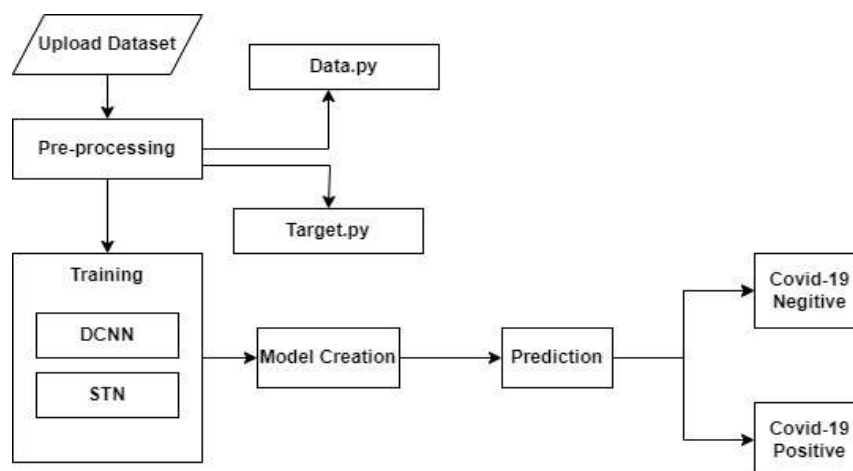 Upload Dataset
Data.py
Pre-processing
Target.py
Training
DCNN
STN
Model Creation
Prediction
Covid-19
Negitive
Covid-19
Positive